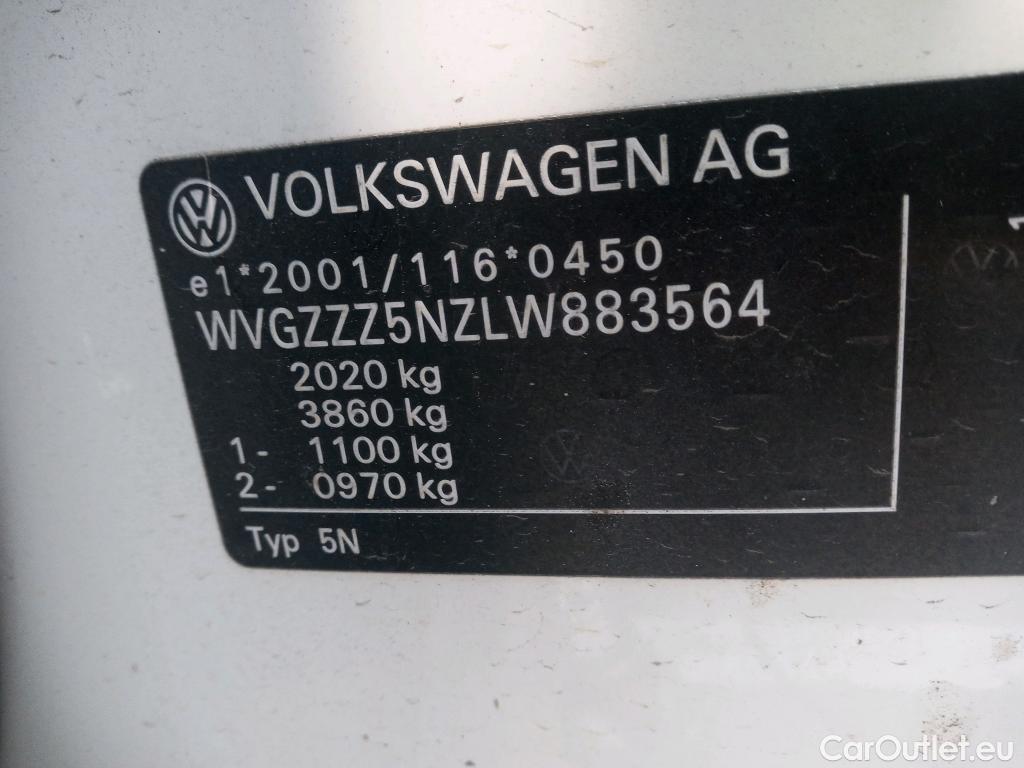 VOLKSWAGEN AG
e1*2001/116*0450
WVGZZZ5NZLW883564
2020 kg
3860 kg
1- 1100 kg
2- 0970 kg
Typ 5N
CarOutlet.eu